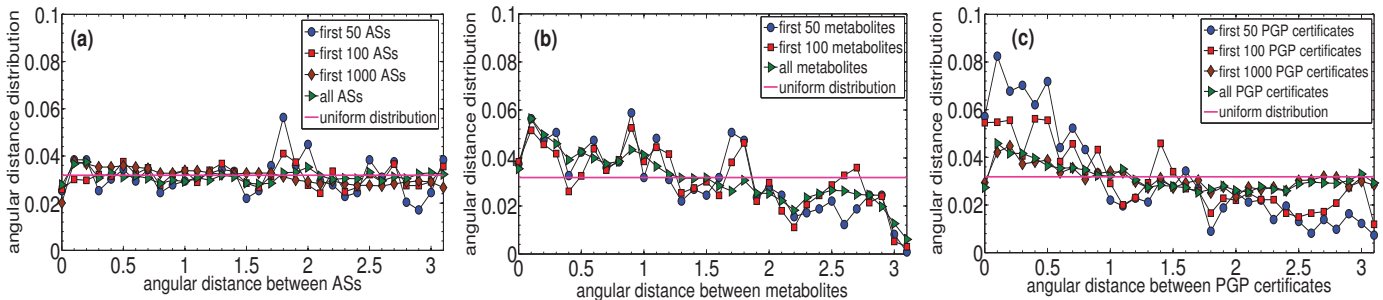 angular distance distribution
0.1
0.08
0.06
0.04
0.02
0
(a)
first 50 ASs
first 100 ASs
first 1000 ASs
all ASs
uniform distribution
0 0.5 1 1.5 2 2.5 3
angular distance between ASs
angular distance distribution
0.1
0.08
0.06
0.04
0.02
0
(b)
first 50 metabolites
first 100 metabolites
all metabolites
uniform distribution
0 0.5 1 1.5 2 2.5 3
angular distance between metabolites
angular distance distribution
0.1
0.08
0.06
0.04
0.02
0
(c)
first 50 PGP certificates
first 100 PGP certificates
first 1000 PGP certificates
all PGP certificates
uniform distribution
0 0.5 1 1.5 2 2.5 3
angular distance between PGP certificates